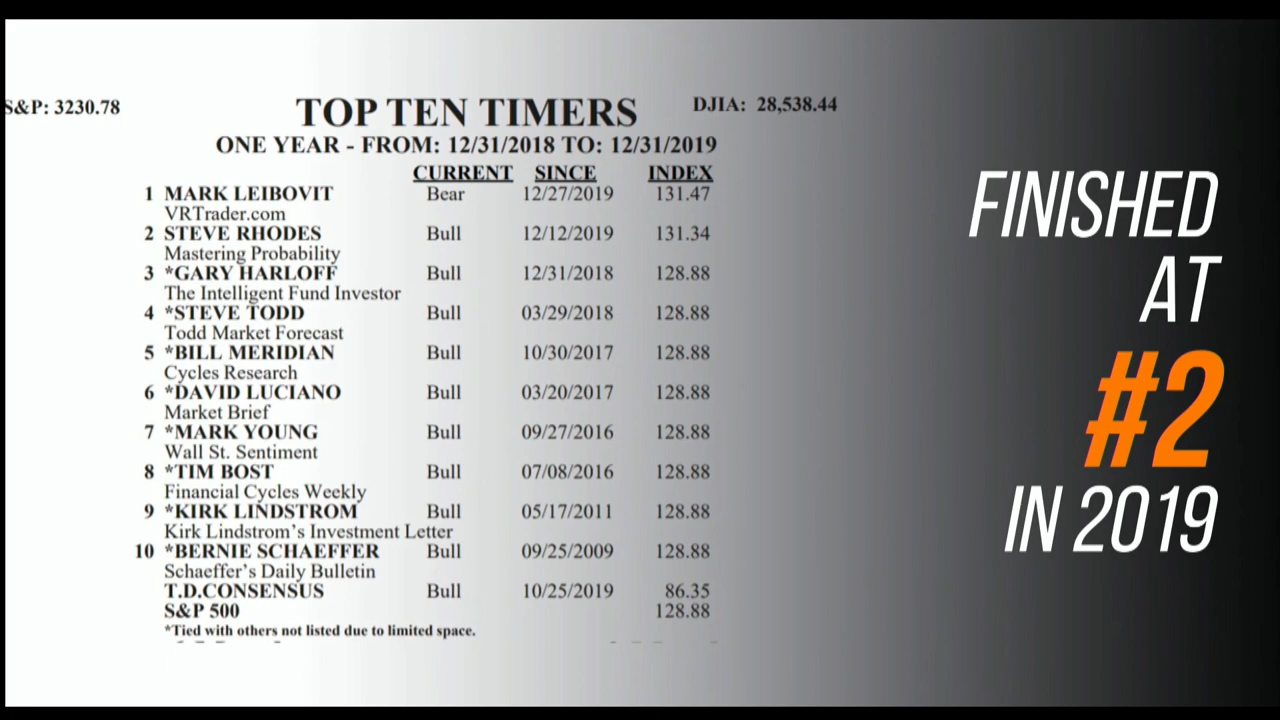 S&P: 3230.78
TOP TEN TIMERS
DJIA: 28,538.44
ONE YEAR - FROM: 12/31/2018 TO: 12/31/2019
CURRENT SINCE INDEX
1 MARK LEIBOVIT Bear 12/27/2019 131.47
VRTrader.com
2 STEVE RHODES Bull 12/12/2019 131.34
Mastering Probability
3 *GARY HARLOFF Bull 12/31/2018 128.88
The Intelligent Fund Investor
4 *STEVE TODD Bull 03/29/2018 128.88
Todd Market Forecast
5 *BILL MERIDIAN Bull 10/30/2017 128.88
Cycles Research
6 *DAVID LUCIANO Bull 03/20/2017 128.88
Market Brief
7 *MARK YOUNG Bull 09/27/2016 128.88
Wall St. Sentiment
8 *TIM BOST Bull 07/08/2016 128.88
Financial Cycles Weekly
9 *KIRK LINDSTROM Bull 05/17/2011 128.88
Kirk Lindstrom's Investment Letter
10 *BERNIE SCHAEFFER Bull 09/25/2009 128.88
Schaeffer's Daily Bulletin
T.D.CONSENSUS Bull 10/25/2019 86.35
S&P 500 128.88
*Tied with others not listed due to limited space.
FINISHED
AT
#2
IN 2019